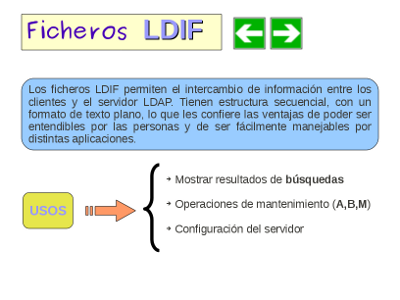 Ficheros LDIF
Los ficheros LDIF permiten el intercambio de información entre los
clientes y el servidor LDAP. Tienen estructura secuencial, con un
formato de texto plano, lo que les confiere las ventajas de poder ser
entendibles por las personas y de ser fácilmente manejables por
distintas aplicaciones.
USOS
Mostrar resultados de búsquedas
Operaciones de mantenimiento (A,B,M)
Configuración del servidor